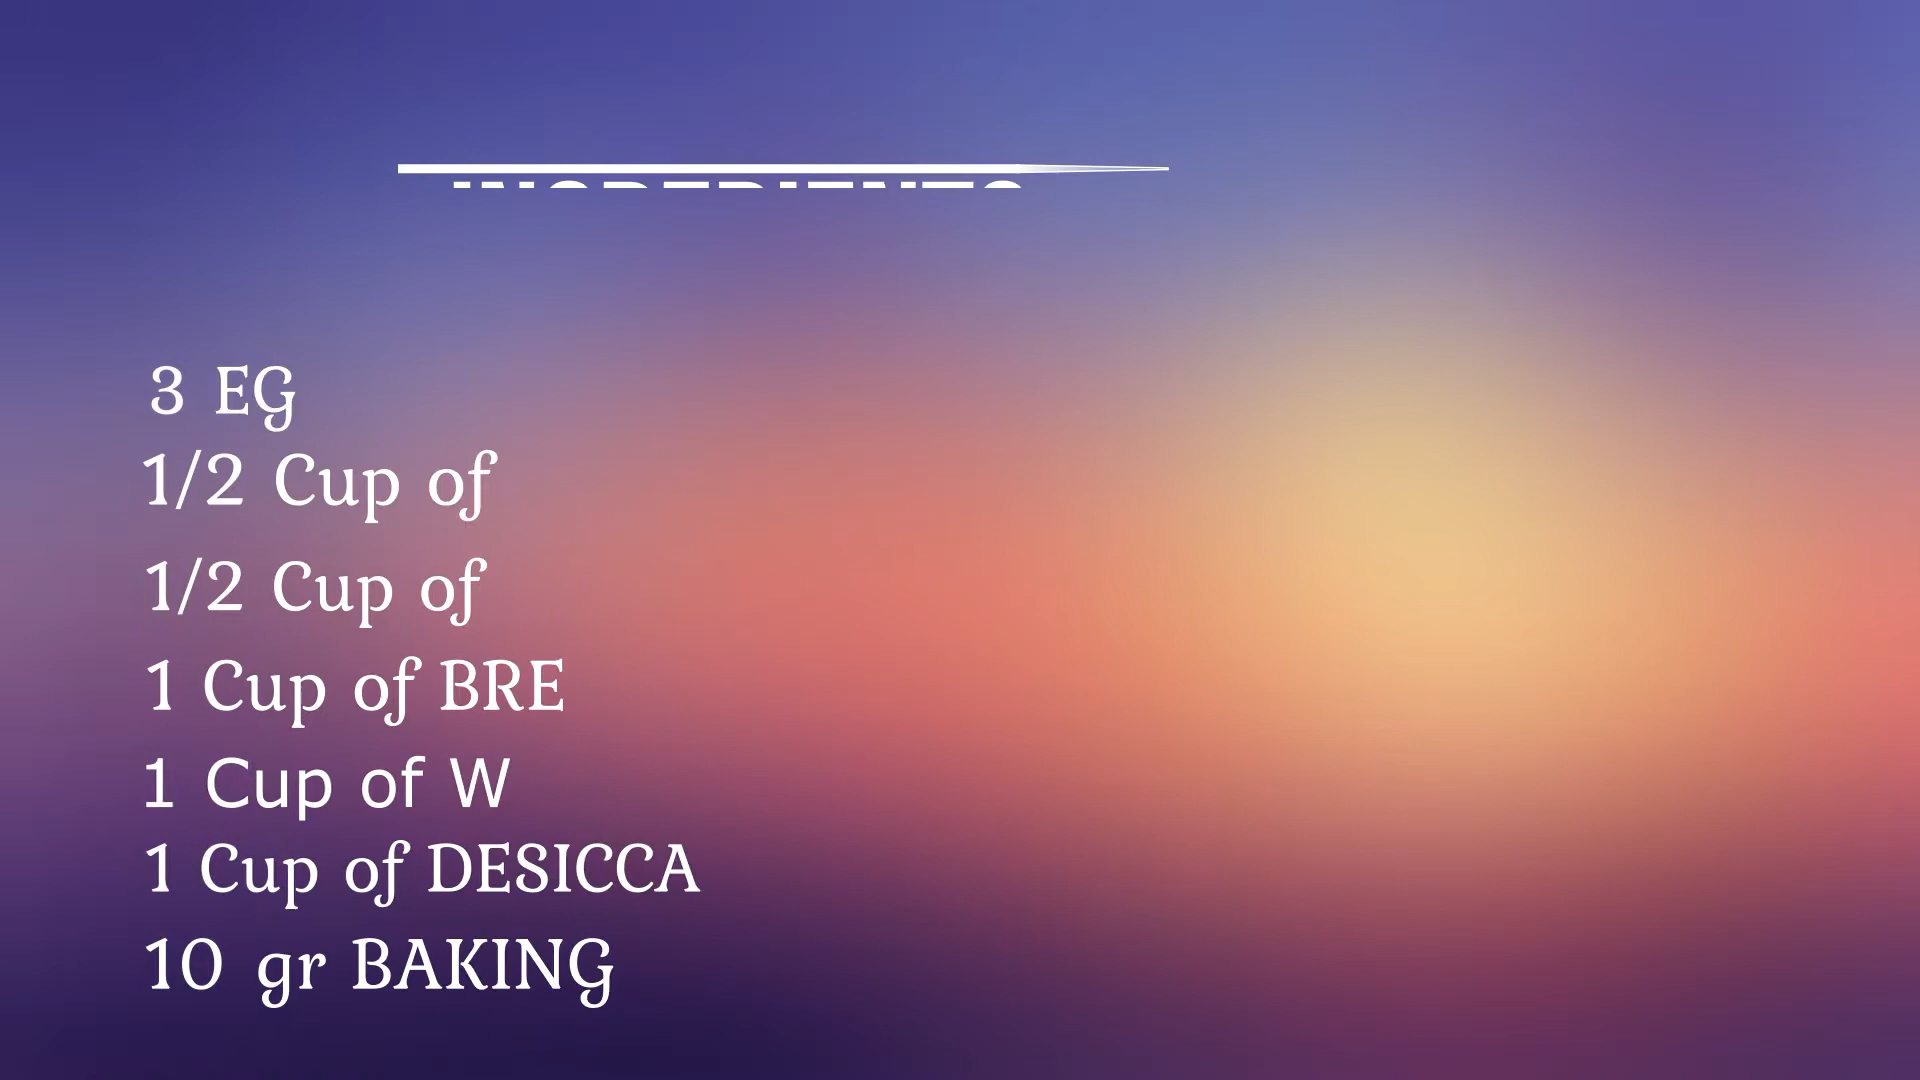 3 EG
1/2 Cup of
1/2 Cup of
1 Cup of BRE
1 Cup of W
1 Cup of DESICCA
10 gr BAKING